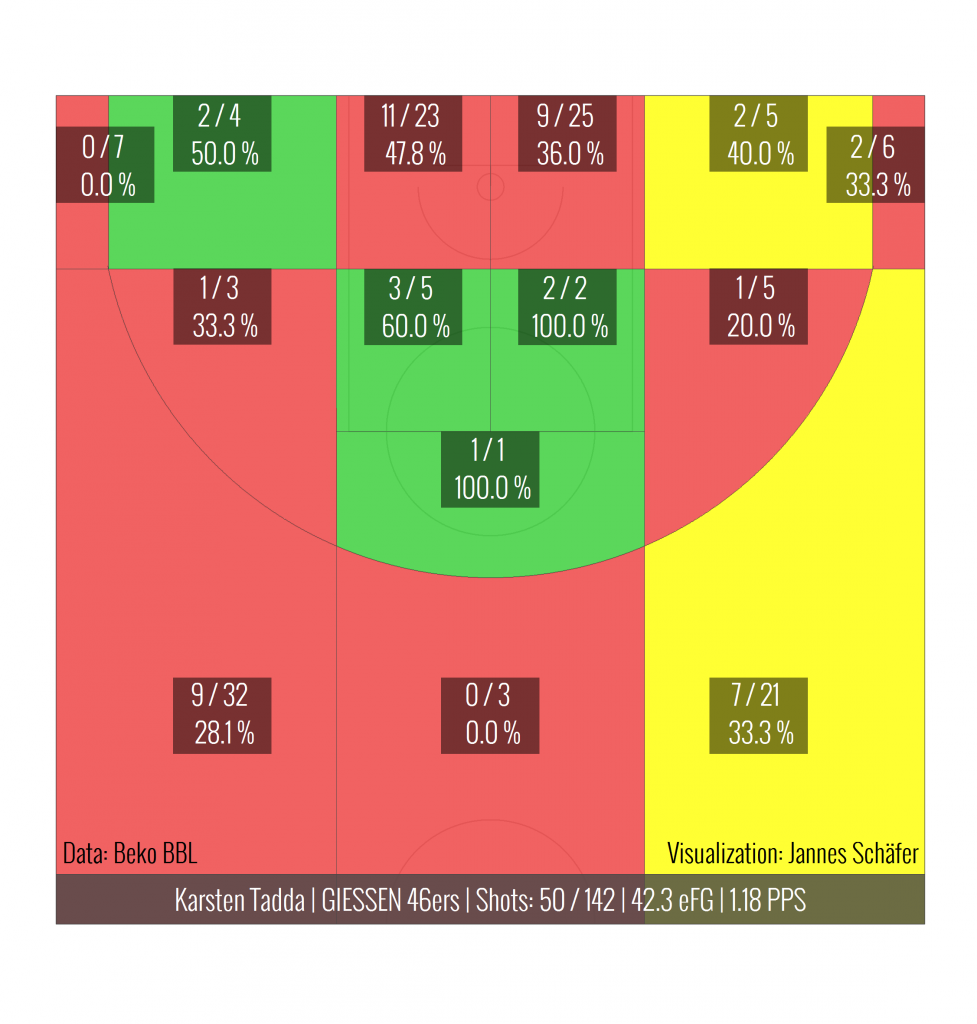 2 / 4
50.0 %
11 / 23
47.8 %
9 / 25
36.0 %
2 / 5
40.0 %
0 / 7
0.0 %
2 / 6
33.3 %
1 / 3
33.3 %
3 / 5
60.0 %
2 / 2
100.0 %
1 / 5
20.0 %
1 / 1
100.0 %
9 / 32
28.1 %
0 / 3
0.0 %
7 / 21
33.3 %
Data: Beko BBL
Visualization: Jannes Schäfer
Karsten Tadda | GIESSEN 46ers | Shots: 50 / 142 | 42.3 eFG | 1.18 PPS